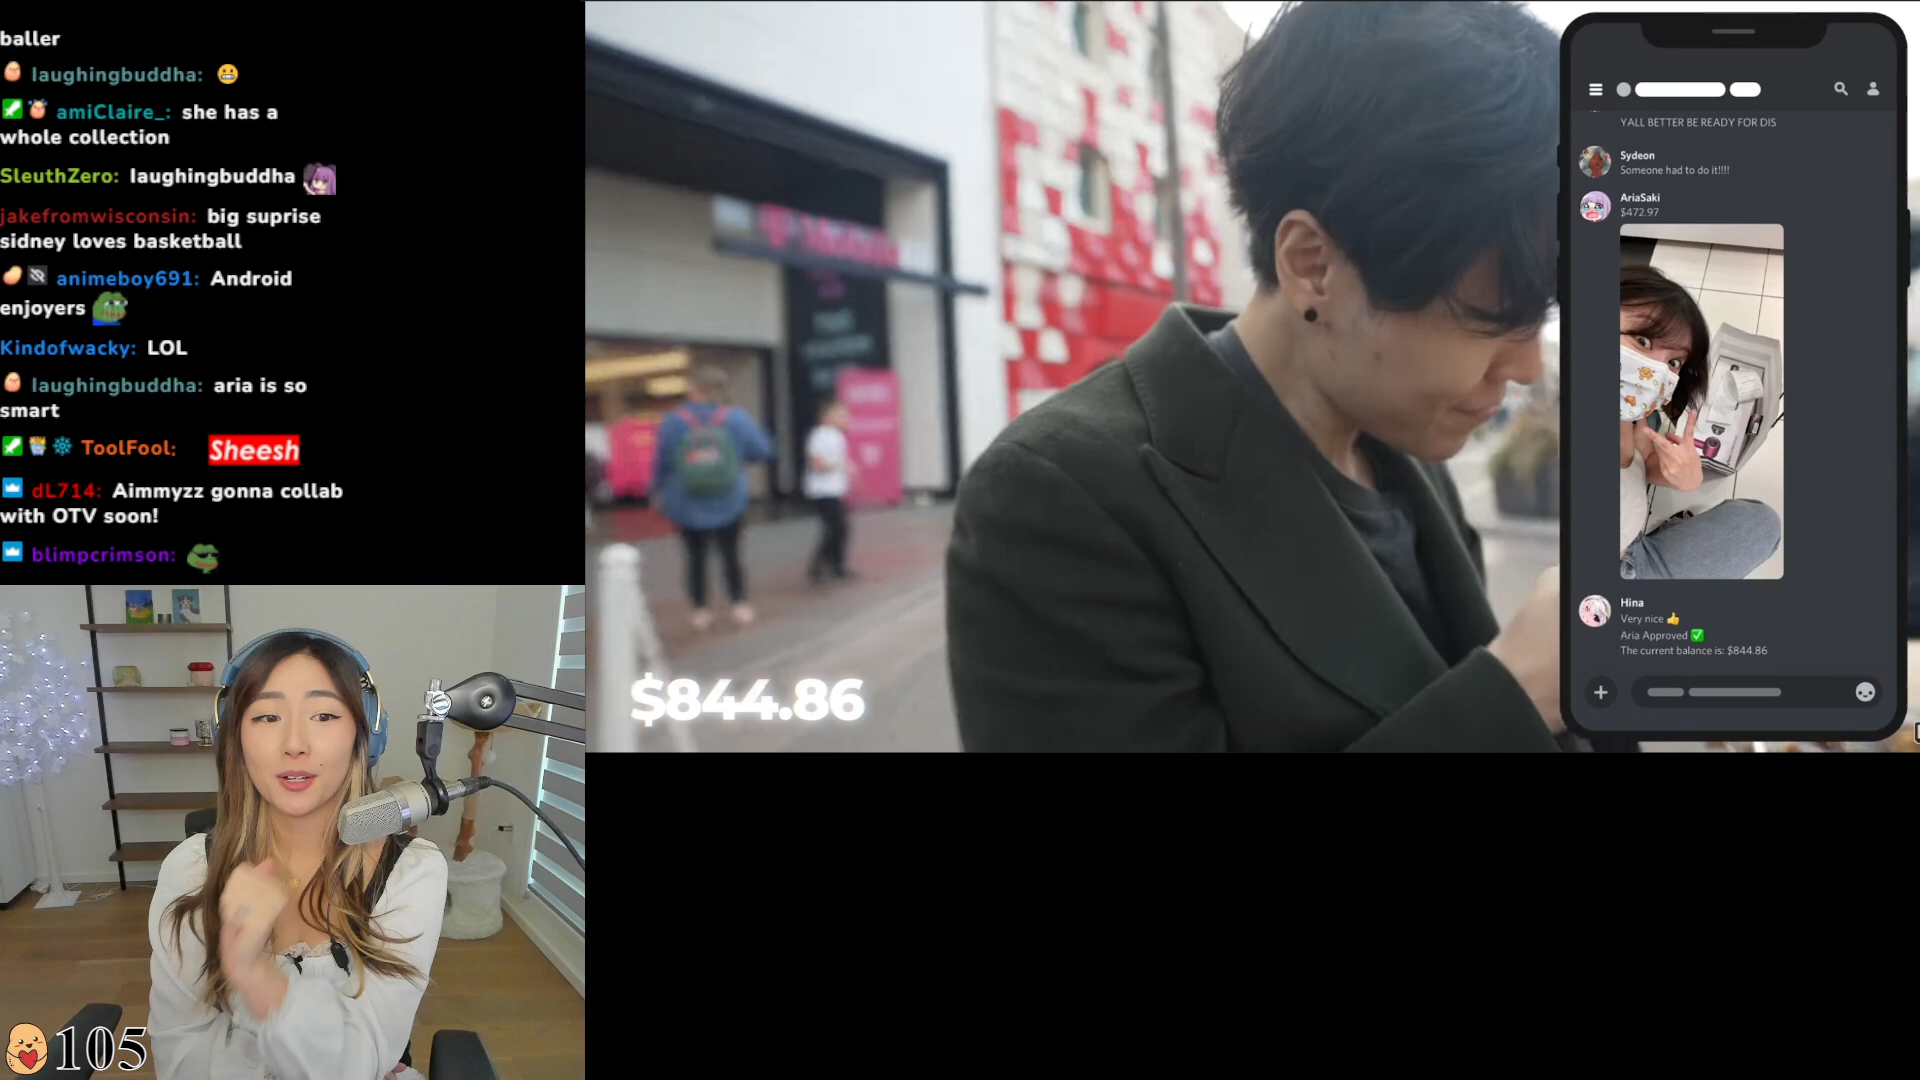 baller
laughingbuddha:
amiClaire_: she has a
whole collection
SleuthZero: laughingbuddha
jakefromwisconsin: big suprise
sidney loves basketball
animeboy691: Android
enjoyers
Kindofwacky: LOL
laughingbuddha: aria is so
smart
ToolFool: Sheesh
dL714: Aimmyzz gonna collab
with OTV soon!
blimpcrimson:
105
$844.86
YALL BETTER BE READY FOR DIS
Sydeon
Someone had to do it!!!!
AriaSaki
$472.97
Hina
Very nice
Aria Approved
The current balance is: $844.86